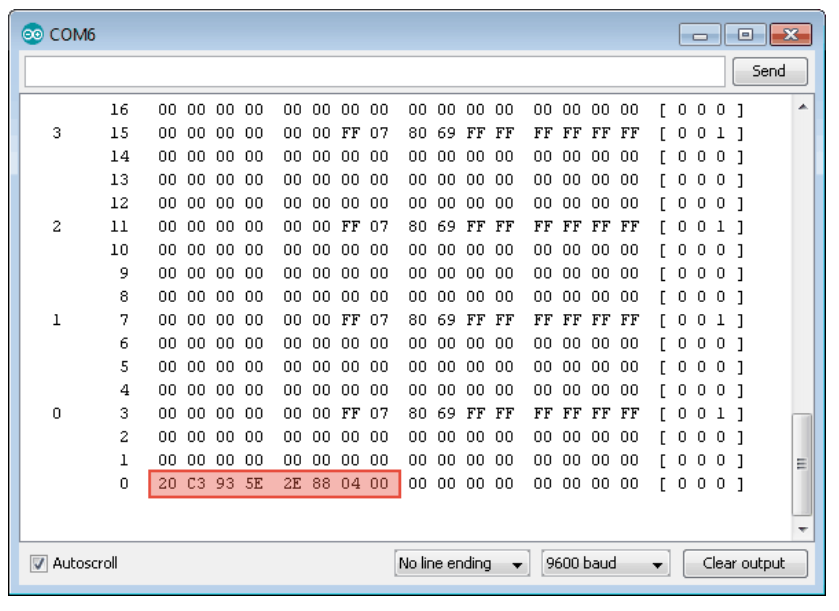 COM6
Send
16 00 00 00 00 00 00 00 00 00 00 00 00 00 00 00 00 [ 0 0 0 ]
3 15 00 00 00 00 00 00 FF 07 80 69 FF FF FF FF FF FF [ 0 0 1 ]
14 00 00 00 00 00 00 00 00 00 00 00 00 00 00 00 00 [ 0 0 0 ]
13 00 00 00 00 00 00 00 00 00 00 00 00 00 00 00 00 [ 0 0 0 ]
12 00 00 00 00 00 00 00 00 00 00 00 00 00 00 00 00 [ 0 0 0 ]
2 11 00 00 00 00 00 00 FF 07 80 69 FF FF FF FF FF FF [ 0 0 1 ]
10 00 00 00 00 00 00 00 00 00 00 00 00 00 00 00 00 [ 0 0 0 ]
9 00 00 00 00 00 00 00 00 00 00 00 00 00 00 00 00 [ 0 0 0 ]
8 00 00 00 00 00 00 00 00 00 00 00 00 00 00 00 00 [ 0 0 0 ]
1 7 00 00 00 00 00 00 FF 07 80 69 FF FF FF FF FF FF [ 0 0 1 ]
6 00 00 00 00 00 00 00 00 00 00 00 00 00 00 00 00 [ 0 0 0 ]
5 00 00 00 00 00 00 00 00 00 00 00 00 00 00 00 00 [ 0 0 0 ]
4 00 00 00 00 00 00 00 00 00 00 00 00 00 00 00 00 [ 0 0 0 ]
0 3 00 00 00 00 00 00 FF 07 80 69 FF FF FF FF FF FF [ 0 0 1 ]
2 00 00 00 00 00 00 00 00 00 00 00 00 00 00 00 00 [ 0 0 0 ]
1 00 00 00 00 00 00 00 00 00 00 00 00 00 00 00 00 [ 0 0 0 ]
0 20 C3 93 5E 2E 88 04 00 00 00 00 00 00 00 00 00 [ 0 0 0 ]
Autoscroll No line ending 9600 baud Clear output